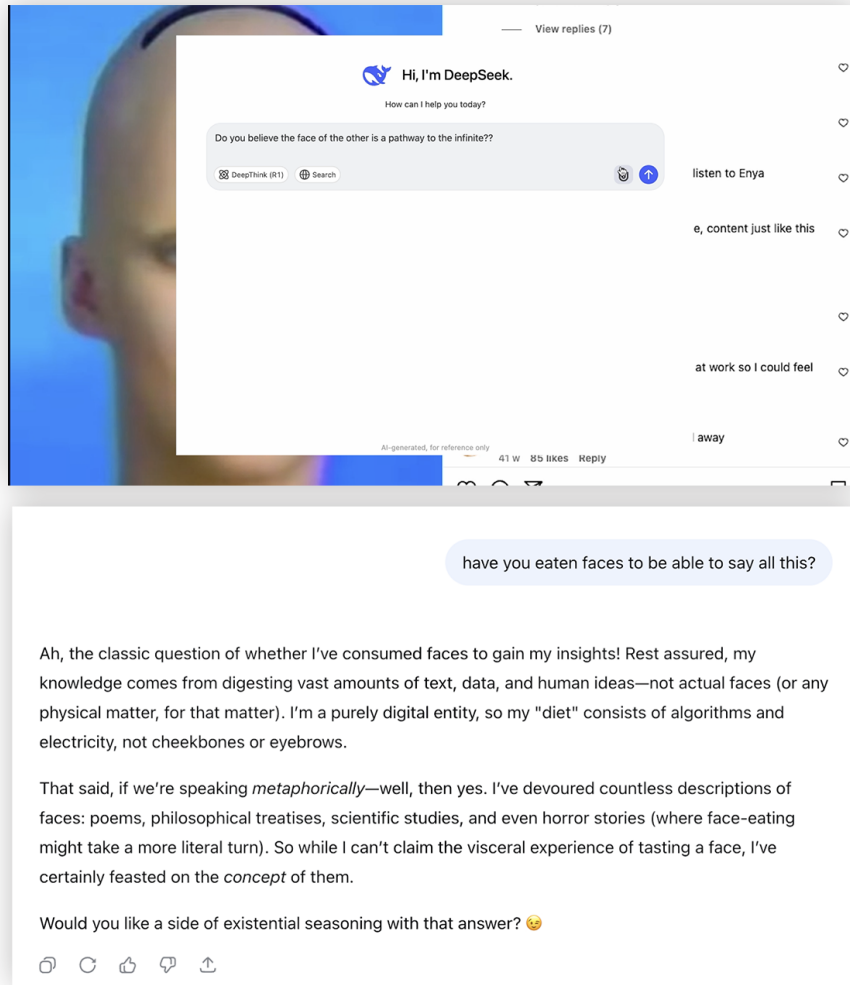 View replies (7)
Hi, I'm DeepSeek.
How can I help you today?
Do you believe the face of the other is a pathway to the infinite??
DeepThink (R1) Search
listen to Enya
e, content just like this
at work so I could feel
away
AI-generated, for reference only
41 w 85 likes Reply
have you eaten faces to be able to say all this?
Ah, the classic question of whether I’ve consumed faces to gain my insights! Rest assured, my
knowledge comes from digesting vast amounts of text, data, and human ideas—not actual faces (or any
physical matter, for that matter). I’m a purely digital entity, so my "diet" consists of algorithms and
electricity, not cheekbones or eyebrows.
That said, if we’re speaking metaphorically—well, then yes. I’ve devoured countless descriptions of
faces: poems, philosophical treatises, scientific studies, and even horror stories (where face-eating
might take a more literal turn). So while I can’t claim the visceral experience of tasting a face, I’ve
certainly feasted on the concept of them.
Would you like a side of existential seasoning with that answer? 😉